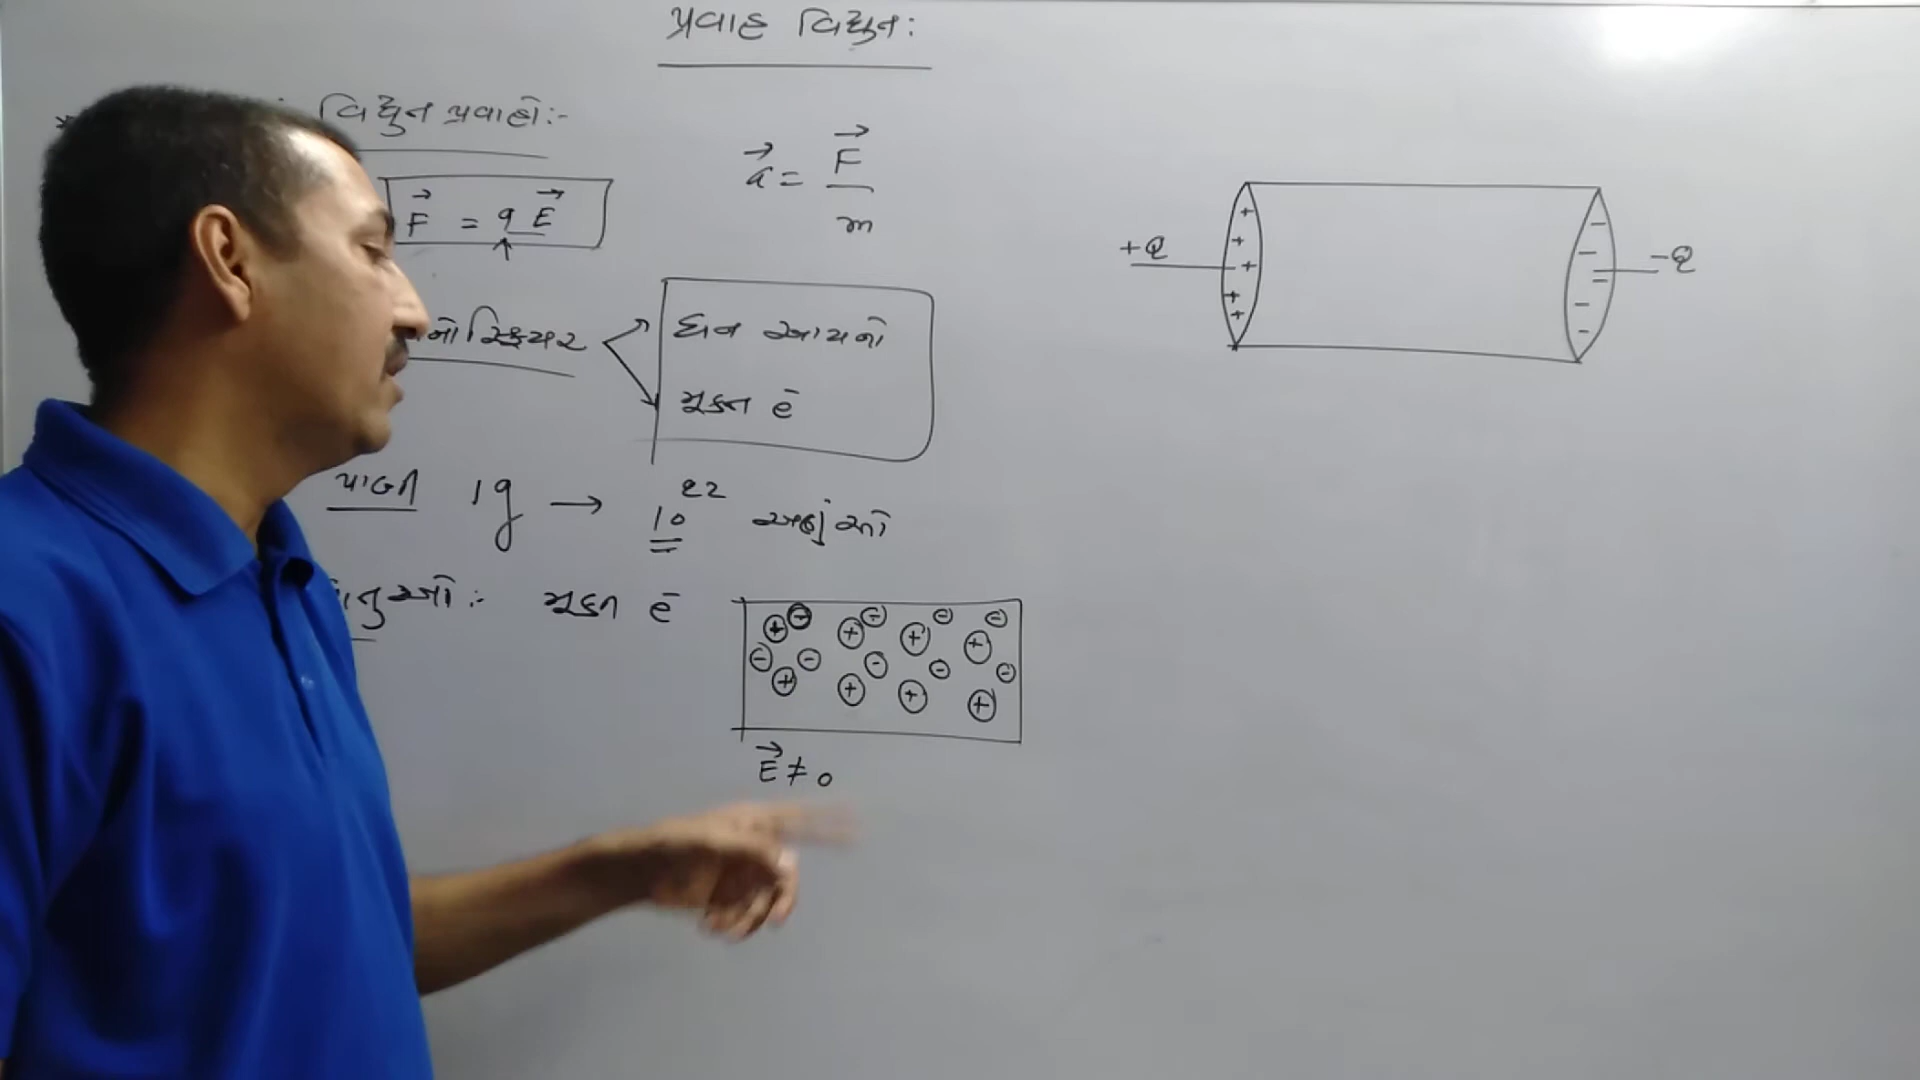 પ્રવાહ વિદ્યુત:
વિદ્યુત પ્રવાહો:-
F⃗ = q E⃗
a⃗ = F⃗ / m
ધન આયનો
મૂક્ત e̅
પાણી 1g → 10²² અણુંઓ
મૂક્ત e̅
E⃗ ≠ 0
+Q
-Q